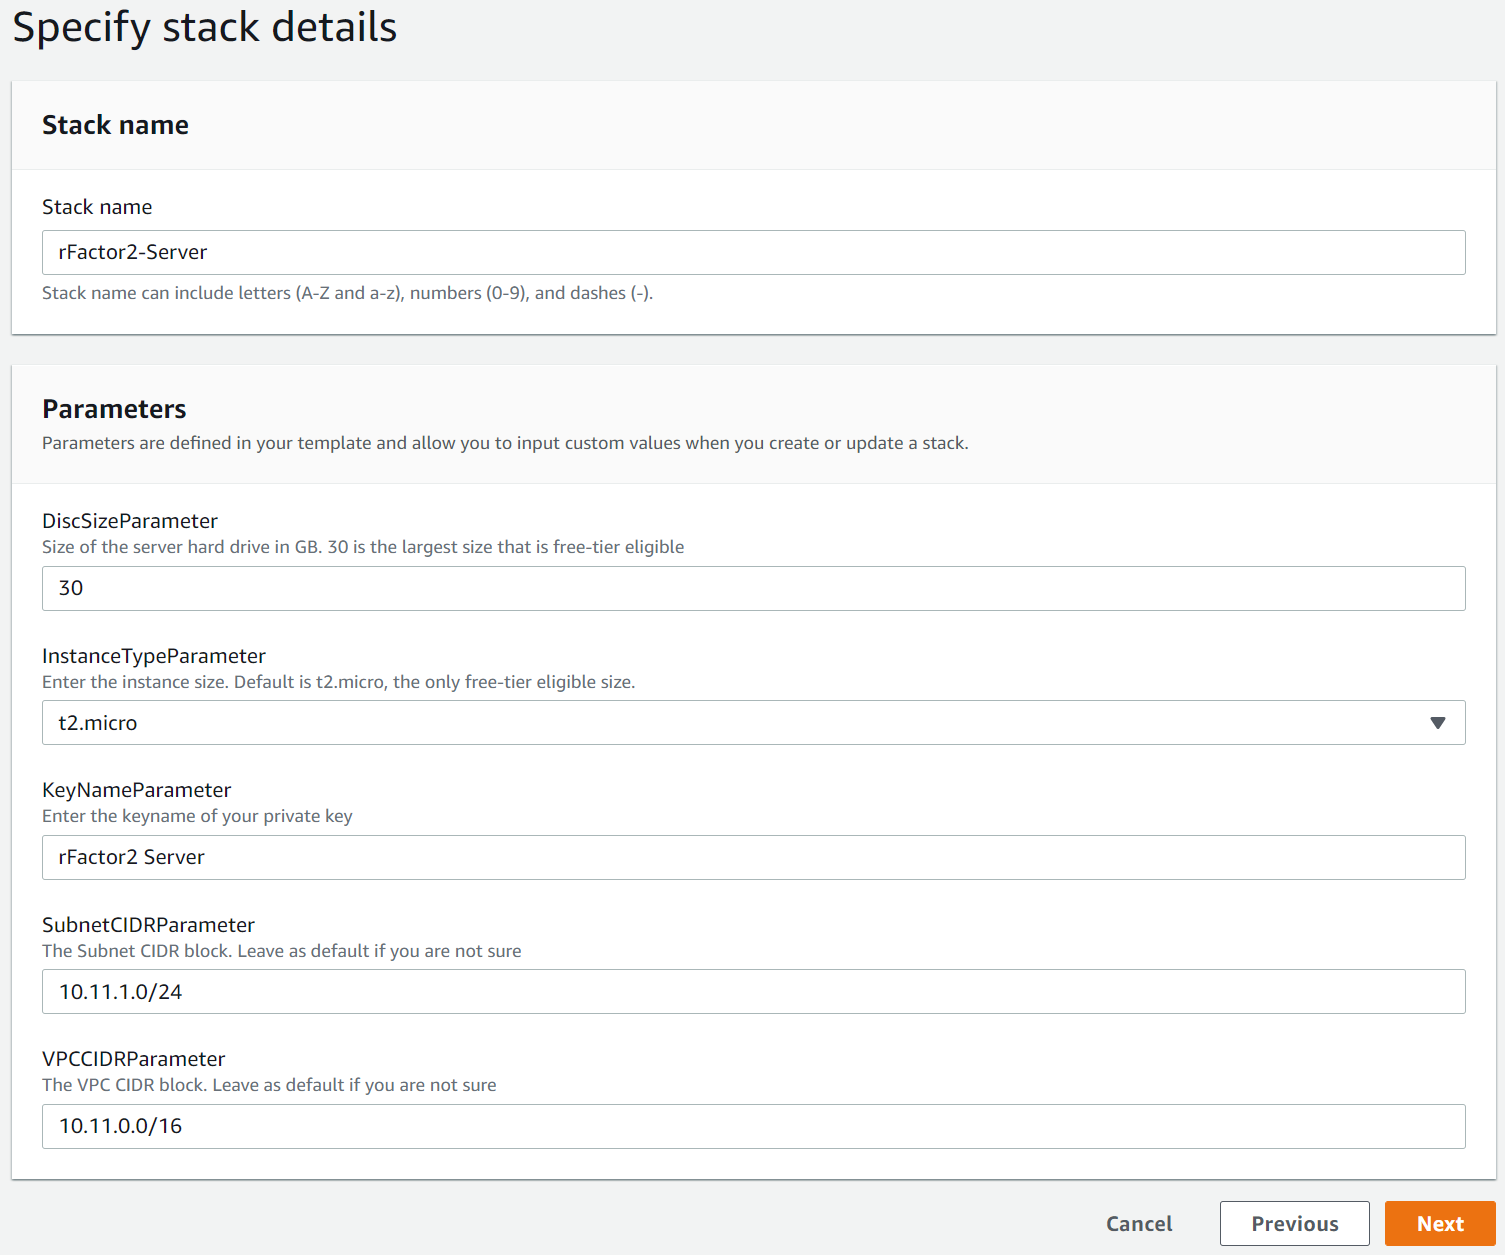 Specify stack details
Stack name
Stack name
rFactor2-Server
Stack name can include letters (A-Z and a-z), numbers (0-9), and dashes (-).
Parameters
Parameters are defined in your template and allow you to input custom values when you create or update a stack.
DiscSizeParameter
Size of the server hard drive in GB. 30 is the largest size that is free-tier eligible
30
InstanceTypeParameter
Enter the instance size. Default is t2.micro, the only free-tier eligible size.
t2.micro
KeyNameParameter
Enter the keyname of your private key
rFactor2 Server
SubnetCIDRParameter
The Subnet CIDR block. Leave as default if you are not sure
10.11.1.0/24
VPCCIDRParameter
The VPC CIDR block. Leave as default if you are not sure
10.11.0.0/16
Cancel Previous Next